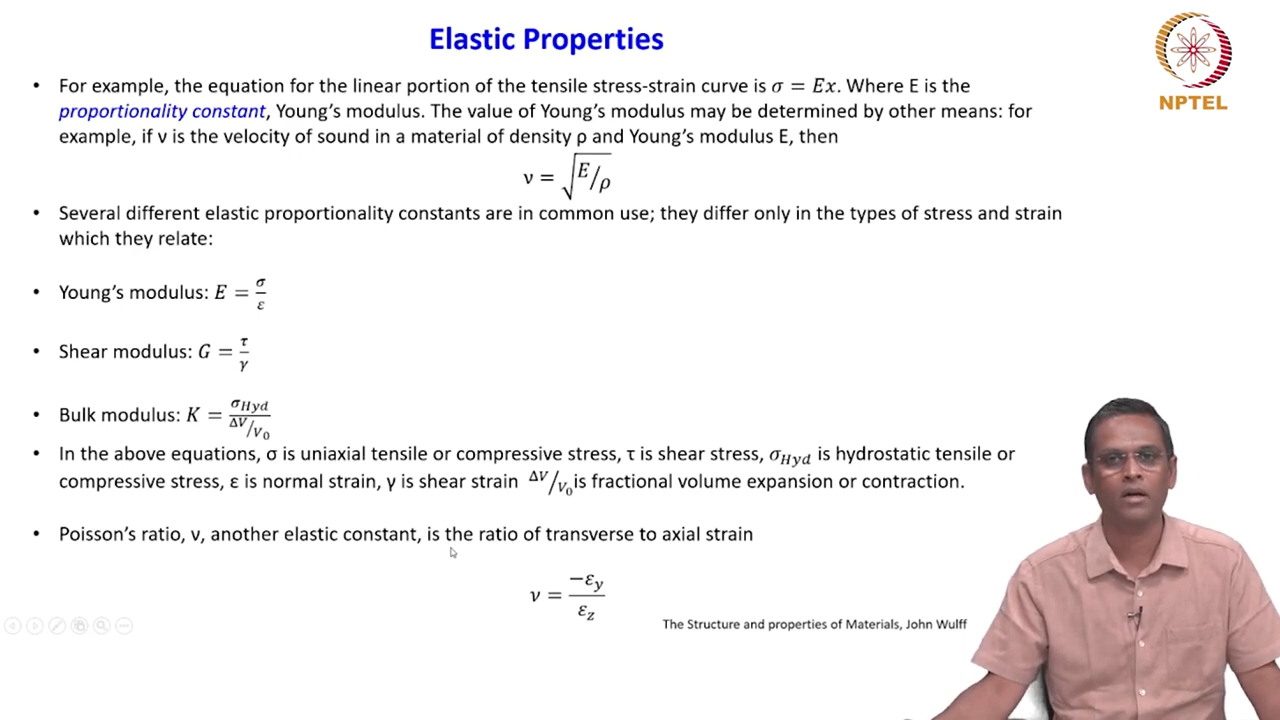 Elastic Properties
NPTEL
• For example, the equation for the linear portion of the tensile stress-strain curve is σ = Ex. Where E is the
proportionality constant, Young's modulus. The value of Young's modulus may be determined by other means: for
example, if ν is the velocity of sound in a material of density ρ and Young's modulus E, then
ν = √(E/ρ)
• Several different elastic proportionality constants are in common use; they differ only in the types of stress and strain
which they relate:
• Young's modulus: E = σ/ε
• Shear modulus: G = τ/γ
• Bulk modulus: K = σ_Hyd/(ΔV/V₀)
• In the above equations, σ is uniaxial tensile or compressive stress, τ is shear stress, σ_Hyd is hydrostatic tensile or
compressive stress, ε is normal strain, γ is shear strain ΔV/V₀ is fractional volume expansion or contraction.
• Poisson's ratio, ν, another elastic constant, is the ratio of transverse to axial strain
ν = −ε_y/ε_z
The Structure and properties of Materials, John Wulff